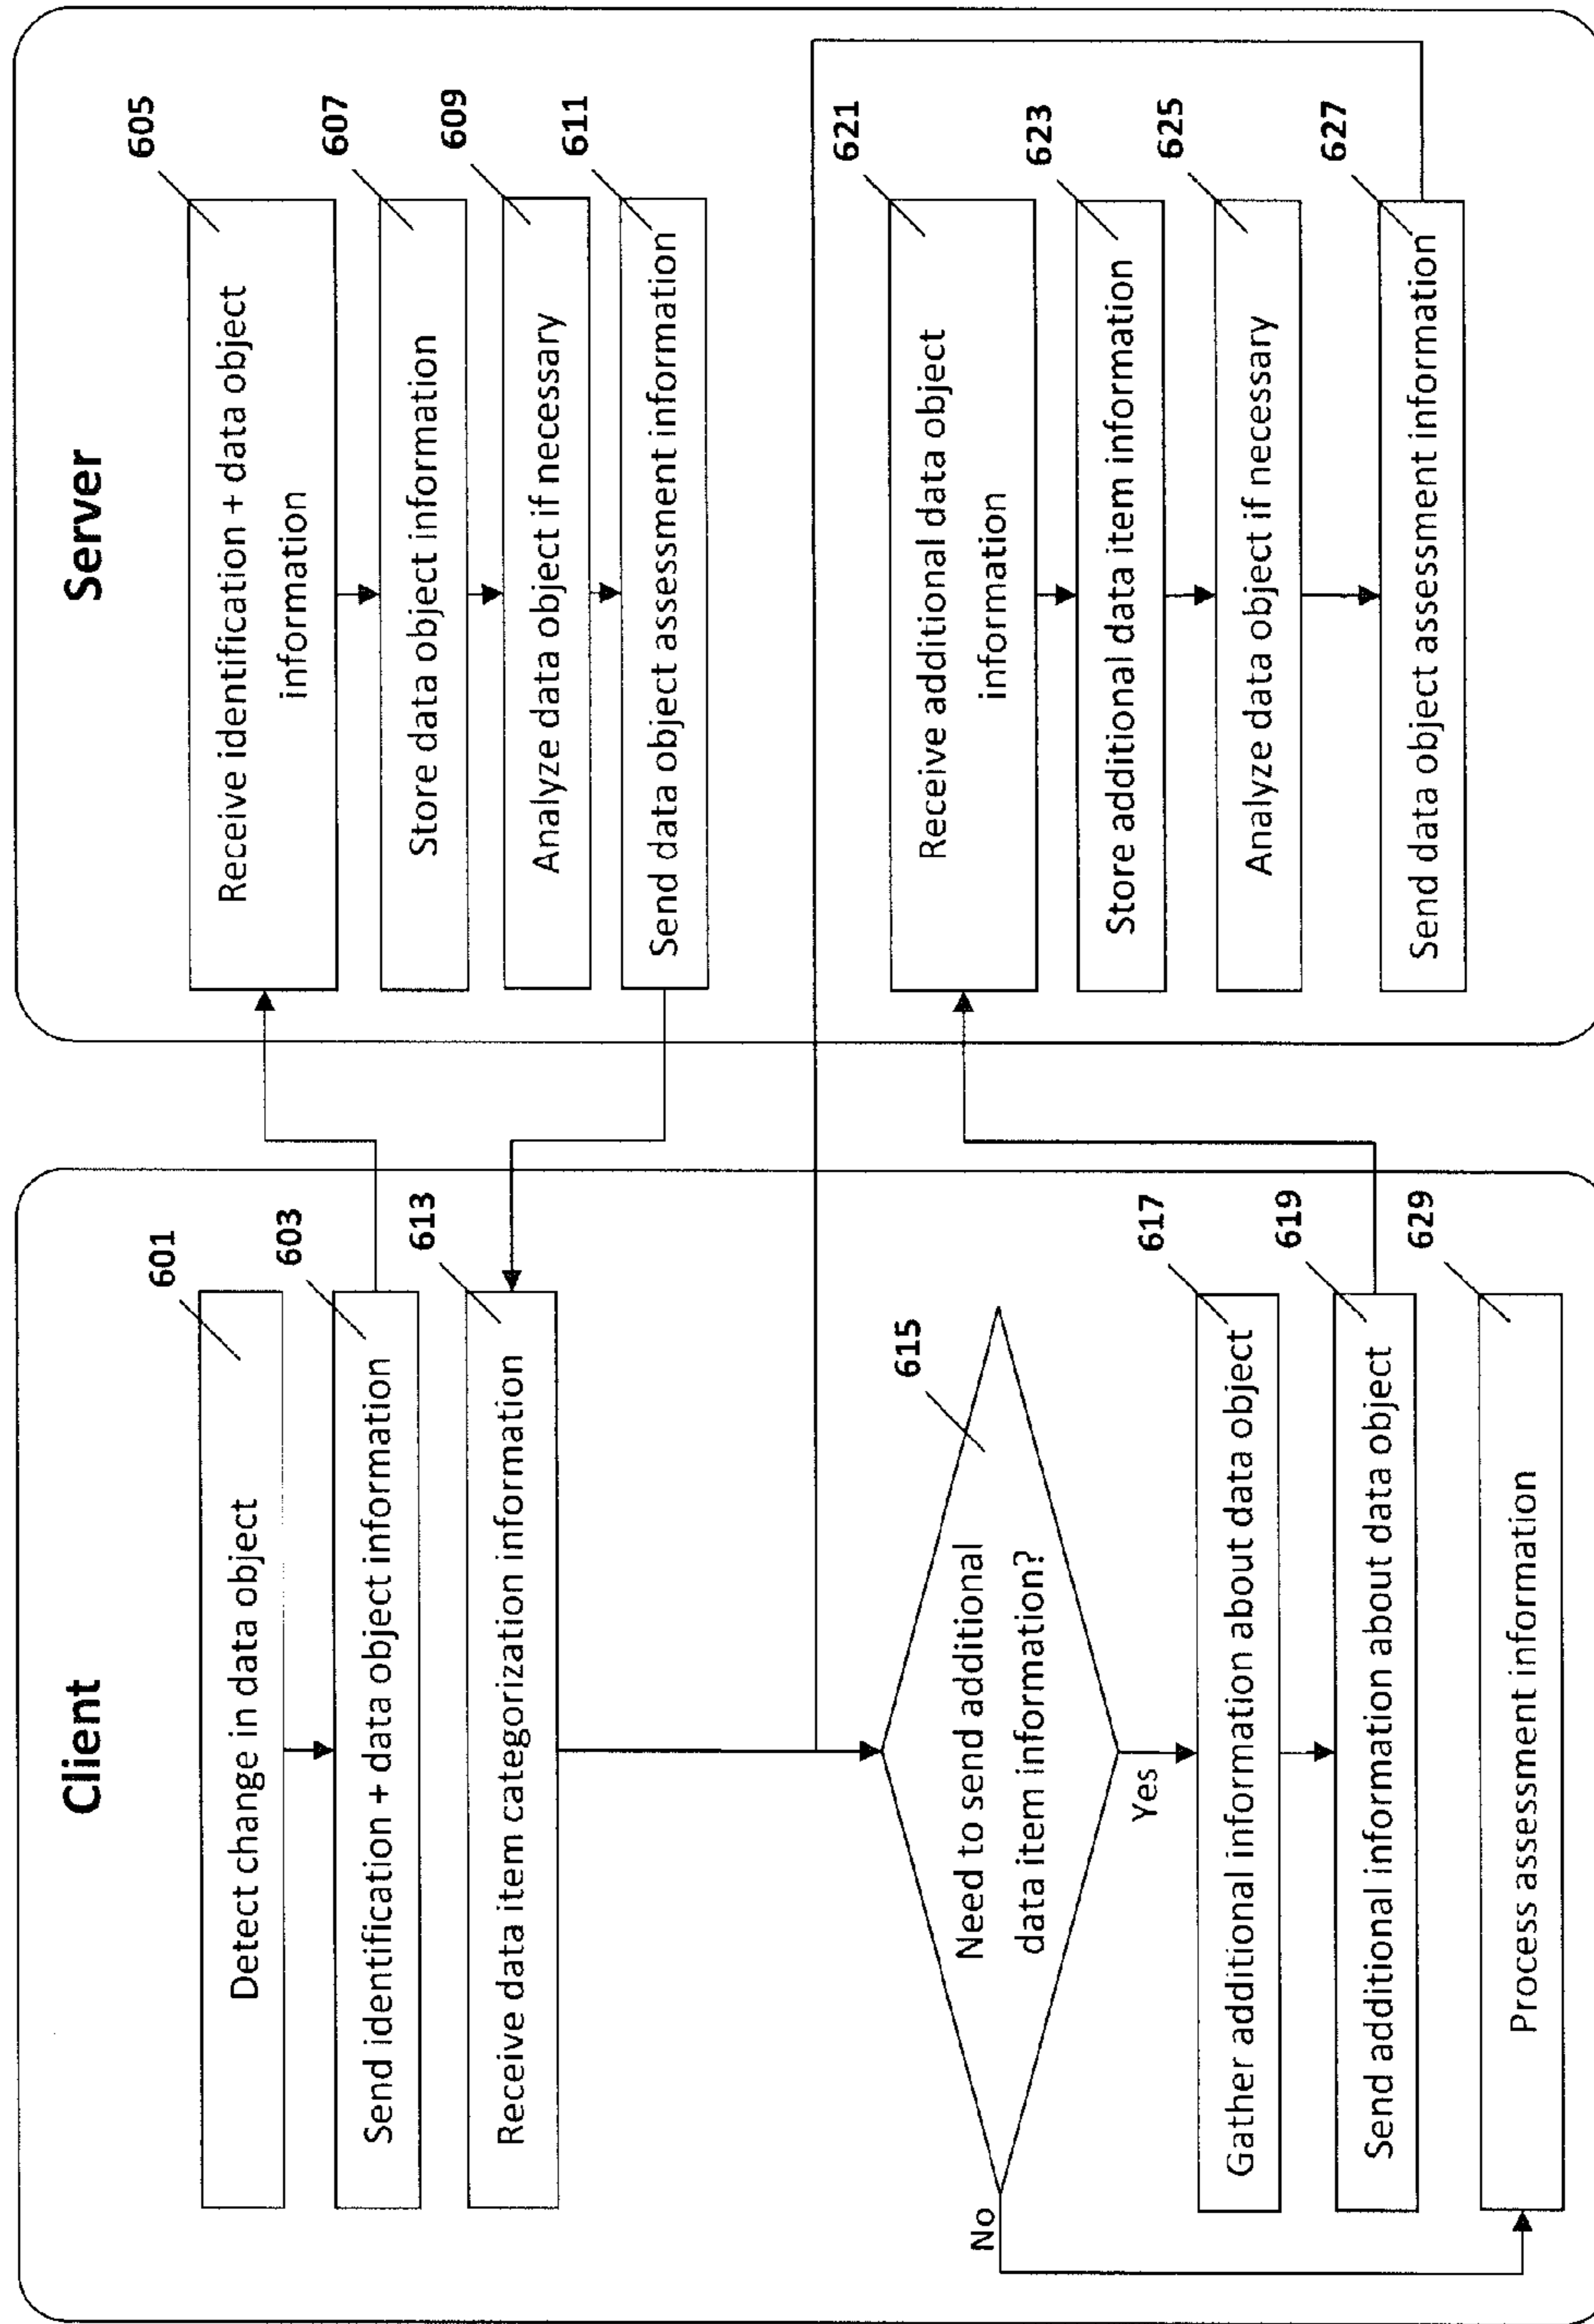 Client
Detect change in data object
601
Send identification + data object information
603
Receive data item categorization information
613
Need to send additional
data item information?
615
Yes
No
Gather additional information about data object
617
Send additional information about data object
619
Process assessment information
629
Server
Receive identification + data object
information
605
Store data object information
607
Analyze data object if necessary
609
Send data object assessment information
611
Receive additional data object
information
621
Store additional data item information
623
Analyze data object if necessary
625
Send data object assessment information
627